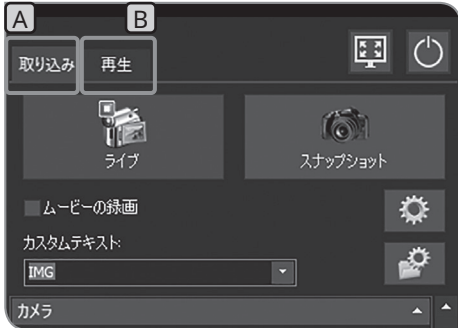 A B
取り込み 再生
ライブ スナップショット
ムービーの録画
カスタムテキスト:
IMG
カメラ